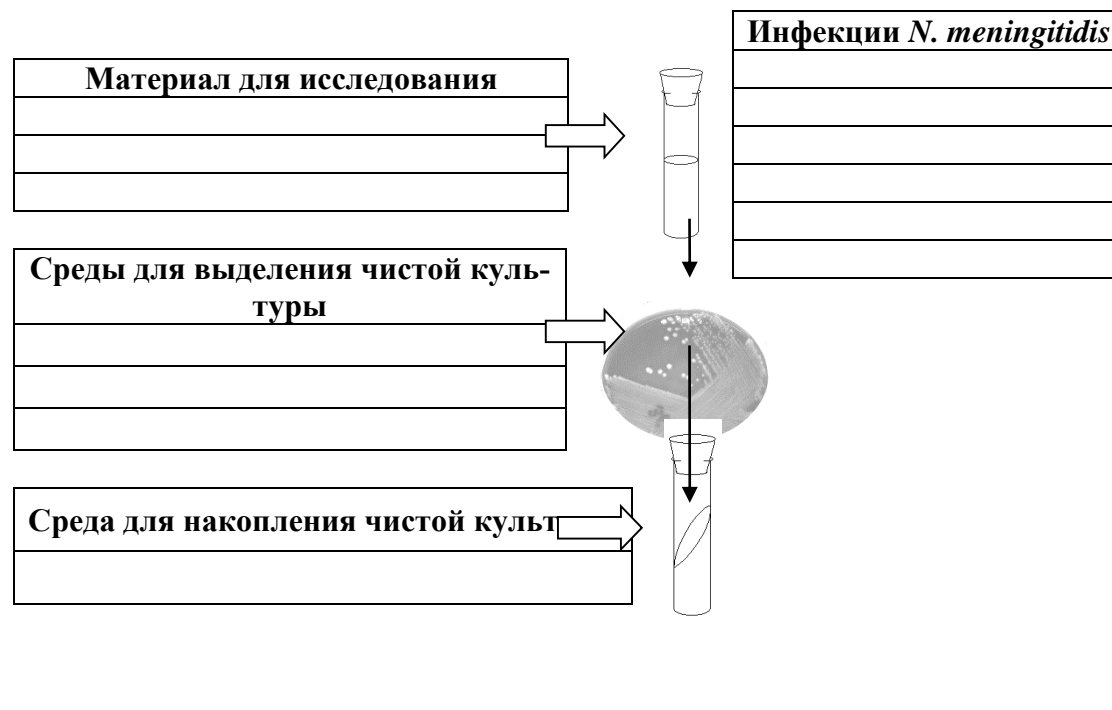 Инфекции N. meningitidis
Материал для исследования
Среды для выделения чистой куль-
туры
Среда для накопления чистой культ